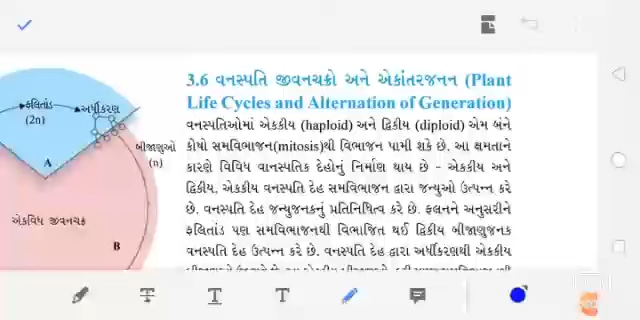 3.6 વનસ્પતિ જીવનચક્રો અને એકાંતરજનન (Plant
Life Cycles and Alternation of Generation)
વનસ્પતિઓમાં એકકીય (haploid) અને દ્વિકીય (diploid) એમ બંને
કોષો સમવિભાજન(mitosis)થી વિભાજન પામી શકે છે. આ ક્ષમતાને
કારણે વિવિધ વાનસ્પતિક દેહોનું નિર્માણ થાય છે - એકકીય અને
દ્વિકીય. એકકીય વનસ્પતિ દેહ સમવિભાજન દ્વારા જન્યુઓ ઉત્પન્ન કરે
છે. વનસ્પતિ દેહ જન્યુજનકનું પ્રતિનિધિત્વ કરે છે. ફલનને અનુસરીને
ફલિતાંડ પણ સમવિભાજનથી વિભાજિત થઈ દ્વિકીય બીજાણુજનક
વનસ્પતિ દેહ ઉત્પન્ન કરે છે. વનસ્પતિ દેહ દ્વારા અર્ધીકરણથી એકકીય
ફલિતાંડ
(2n)
અર્ધીકરણ
બીજાણુઓ
(n)
A
એકવિધ જીવનચક્ર
B